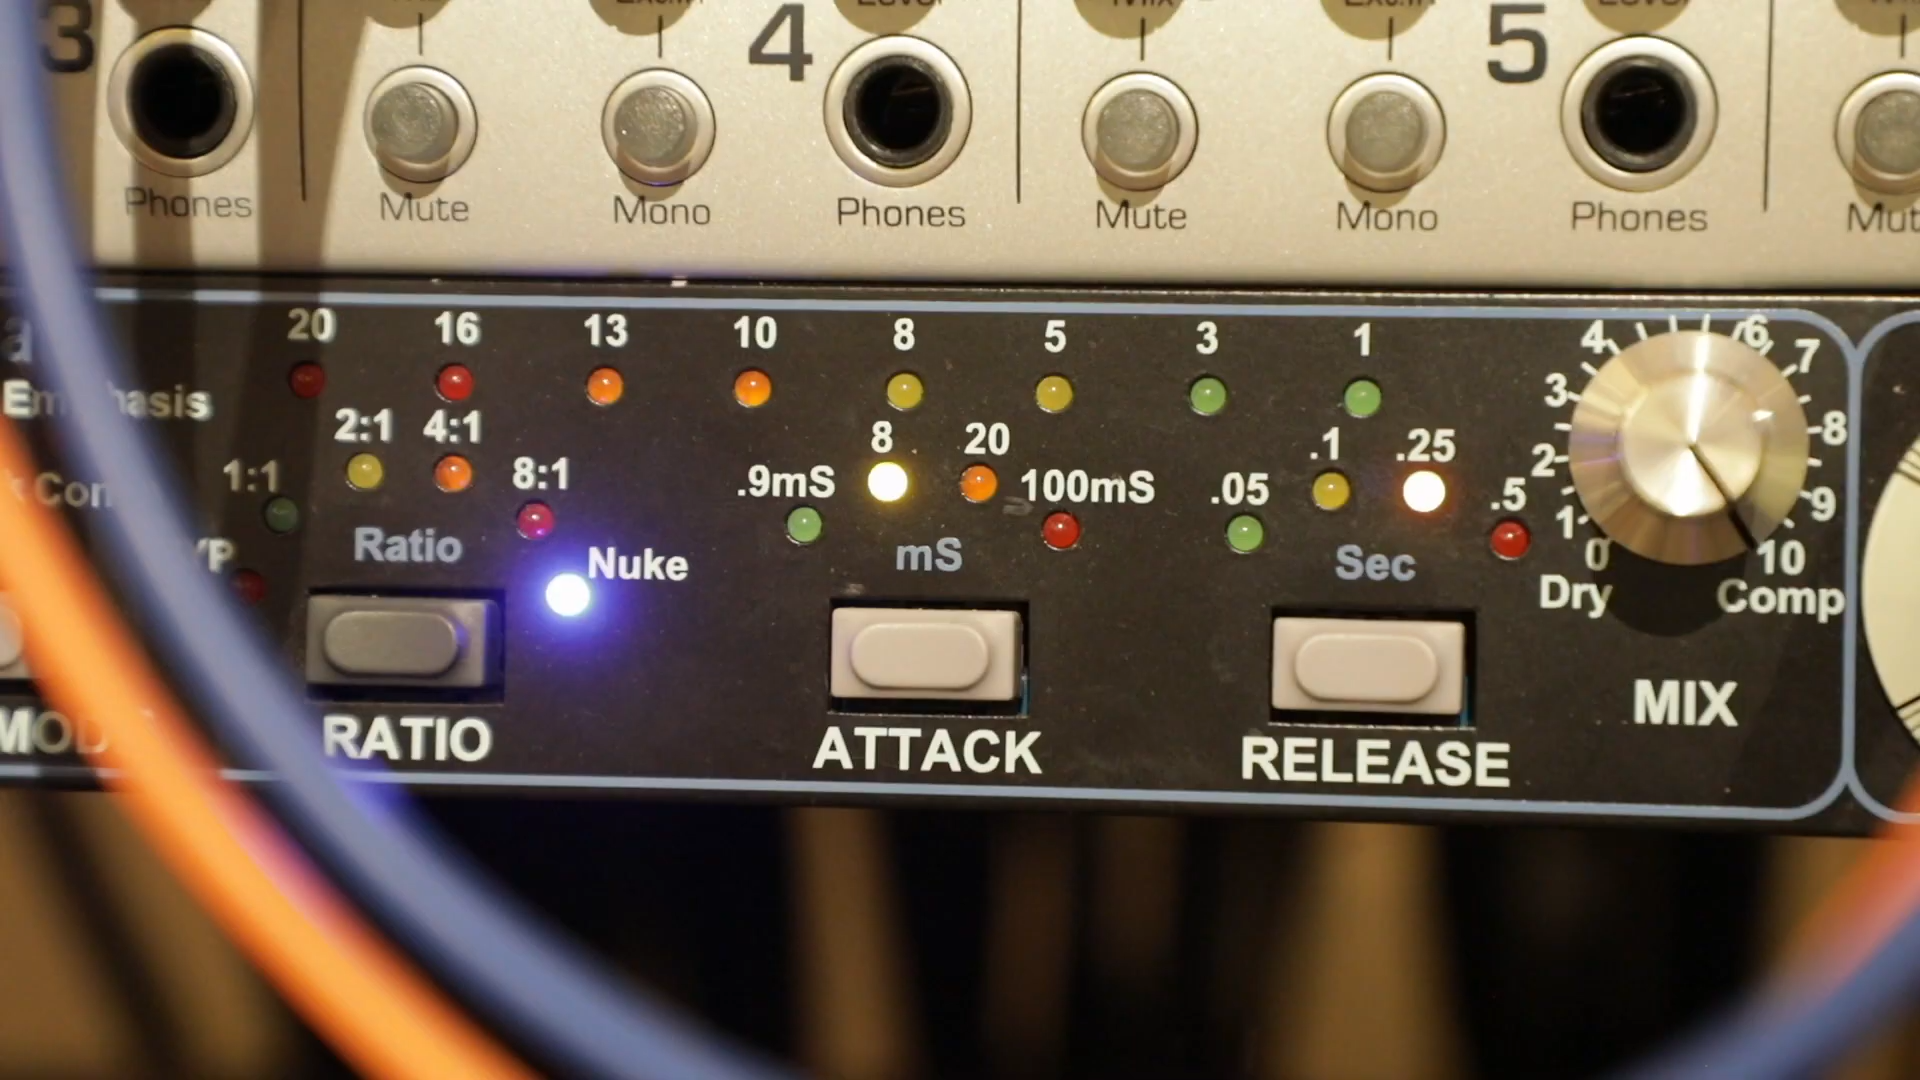 3 4 5
Phones Mute Mono Phones Mute Mono Phones Mut
20 16 13 10 8 5 3 1
2:1 4:1 8 20 .1 .25
1:1 8:1 .9mS 100mS .05 .5
Ratio Nuke mS Sec
0 1 2 3 4 6 7 8 9 10
Dry Comp
RATIO ATTACK RELEASE MIX